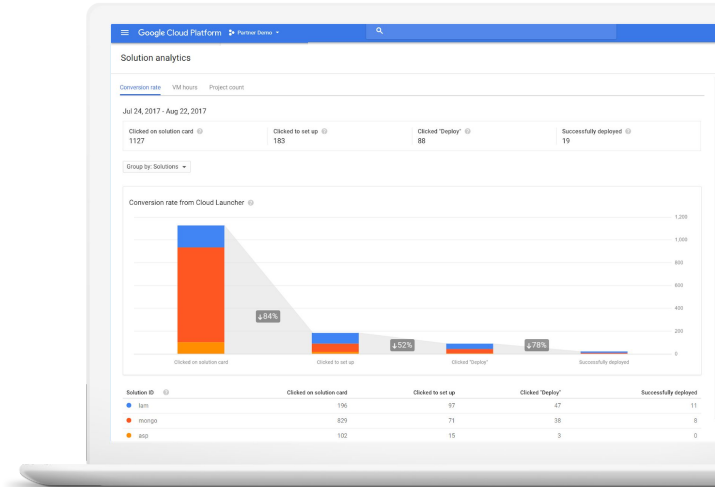 Google Cloud Platform Partner Demo
Solution analytics
Conversion rate VM hours Project count
Jul 24, 2017 - Aug 22, 2017
Clicked on solution card Clicked to set up Clicked "Deploy" Successfully deployed
1127 183 88 19
Group by: Solutions
Conversion rate from Cloud Launcher
1,200
1,000
800
600
400
200
0
↓84%
↓52%
↓78%
Clicked on solution card Clicked to set up Clicked "Deploy" Successfully deployed
Solution ID Clicked on solution card Clicked to set up Clicked "Deploy" Successfully deployed
lam 196 97 47 11
mongo 829 71 38 8
asp 102 15 3 0